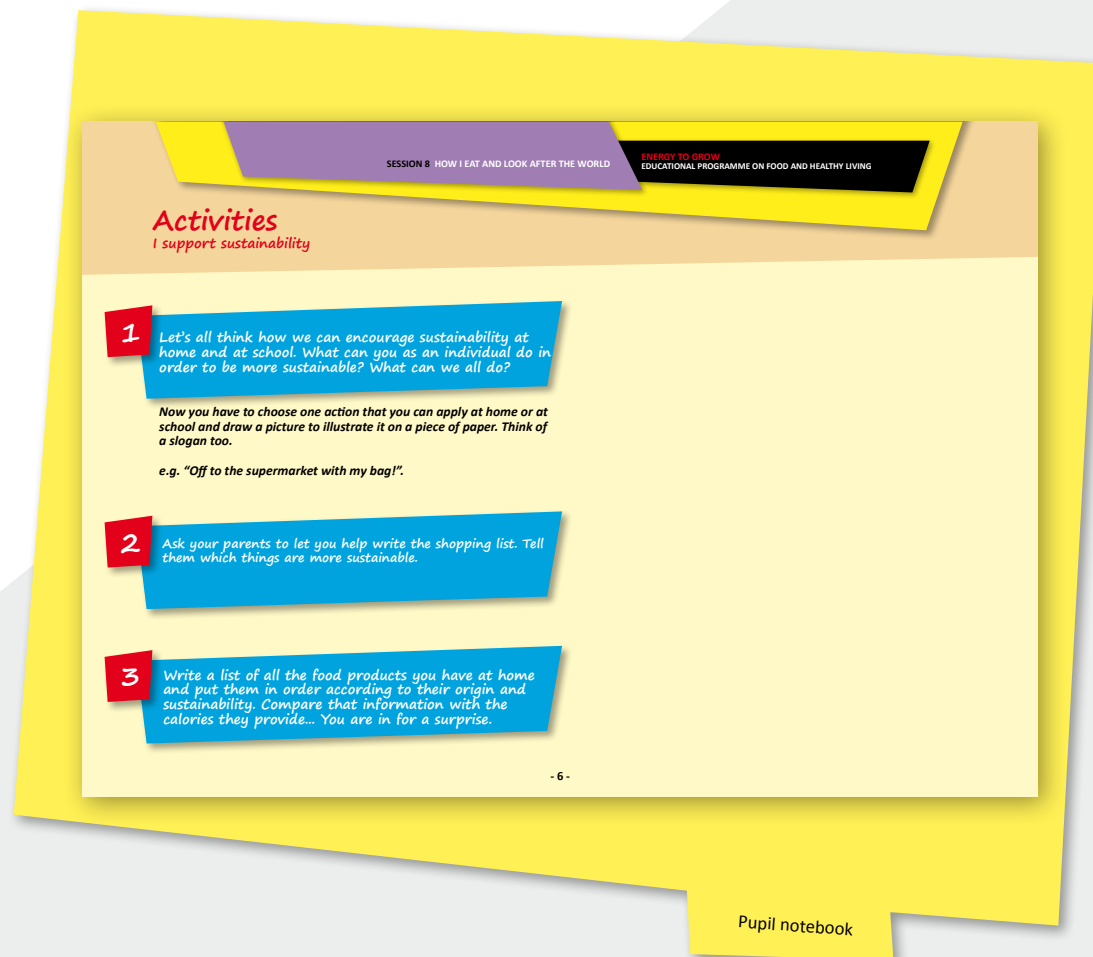 SESSION 8 HOW I EAT AND LOOK AFTER THE WORLD
ENERGY TO GROW
EDUCATIONAL PROGRAMME ON FOOD AND HEALTHY LIVING
Activities
I support sustainability
1
Let's all think how we can encourage sustainability at
home and at school. What can you as an individual do in
order to be more sustainable? What can we all do?
Now you have to choose one action that you can apply at home or at
school and draw a picture to illustrate it on a piece of paper. Think of
a slogan too.
e.g. “Off to the supermarket with my bag!”.
2
Ask your parents to let you help write the shopping list. Tell
them which things are more sustainable.
3
Write a list of all the food products you have at home
and put them in order according to their origin and
sustainability. Compare that information with the
calories they provide... You are in for a surprise.
- 6 -
Pupil notebook